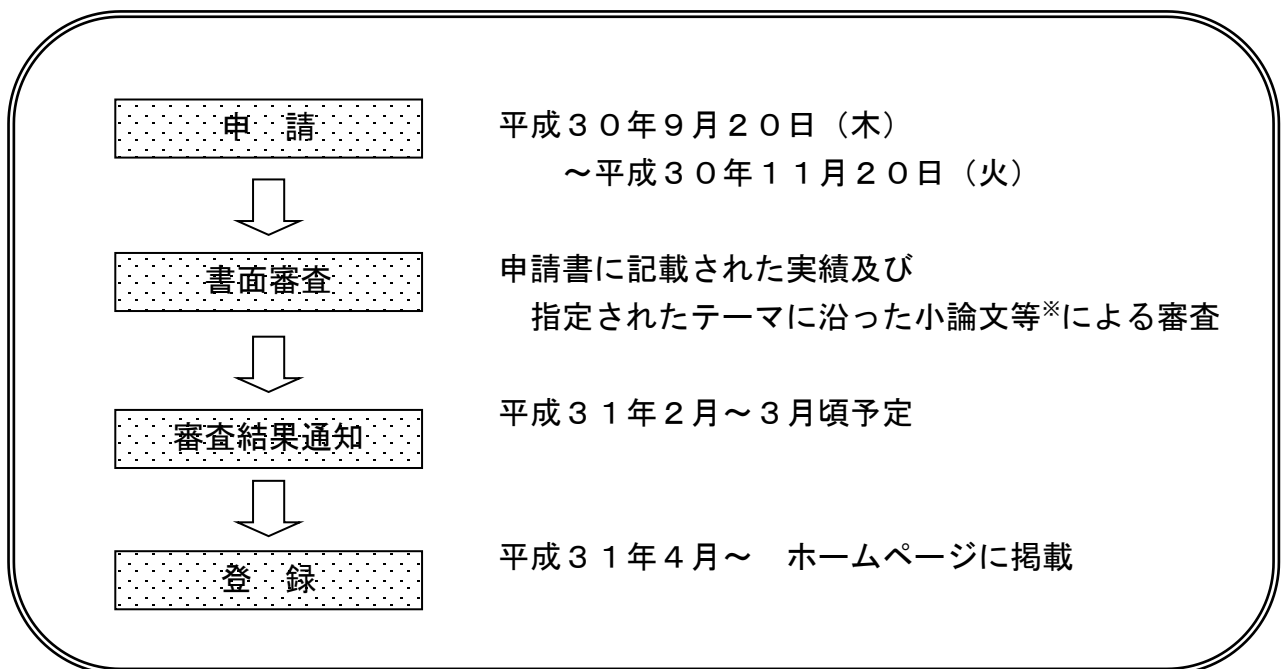 申　請
平成３０年９月２０日（木）
～平成３０年１１月２０日（火）
書面審査
申請書に記載された実績及び
指定されたテーマに沿った小論文等※による審査
審査結果通知
平成３１年２月～３月頃予定
登　録
平成３１年４月～　ホームページに掲載